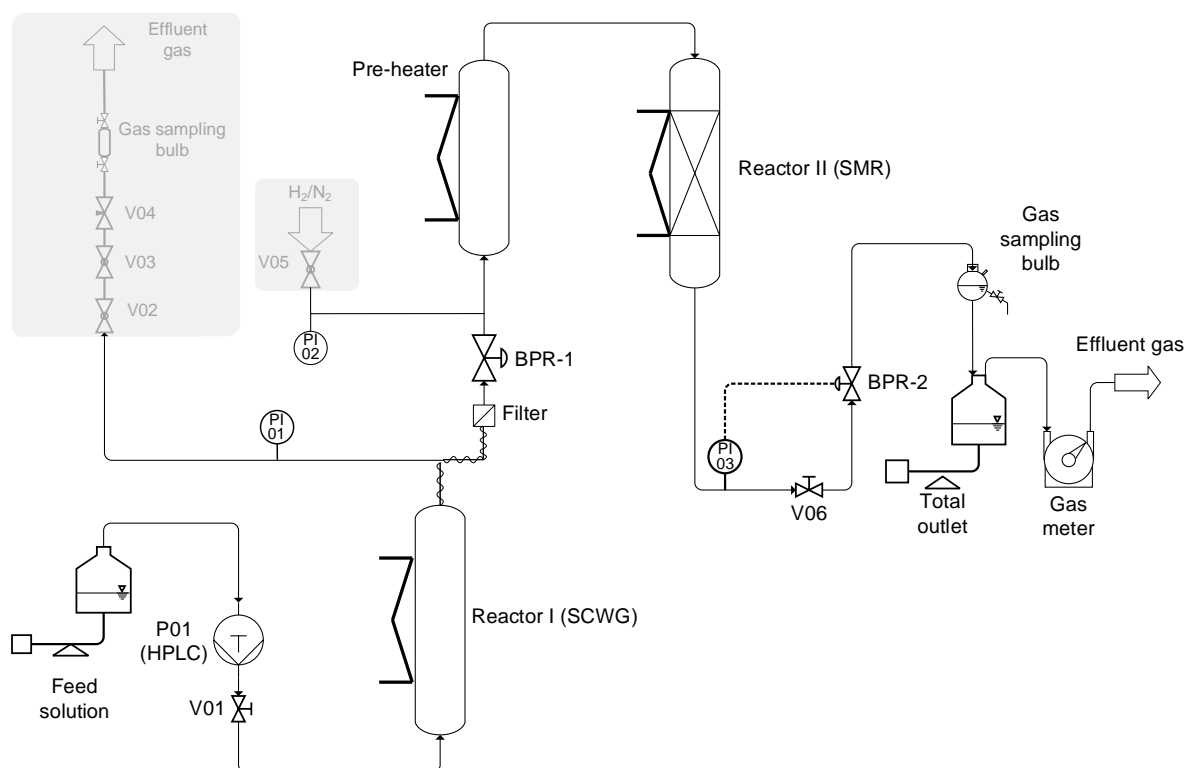 Effluent
gas
Gas sampling
bulb
V04
V03
V02
H2/N2
V05
PI
02
Pre-heater
Reactor II (SMR)
Gas
sampling
bulb
BPR-1
Filter
PI
01
BPR-2
Effluent gas
PI
03
V06
Total
outlet
Gas
meter
Reactor I (SCWG)
P01
(HPLC)
T
V01
Feed
solution